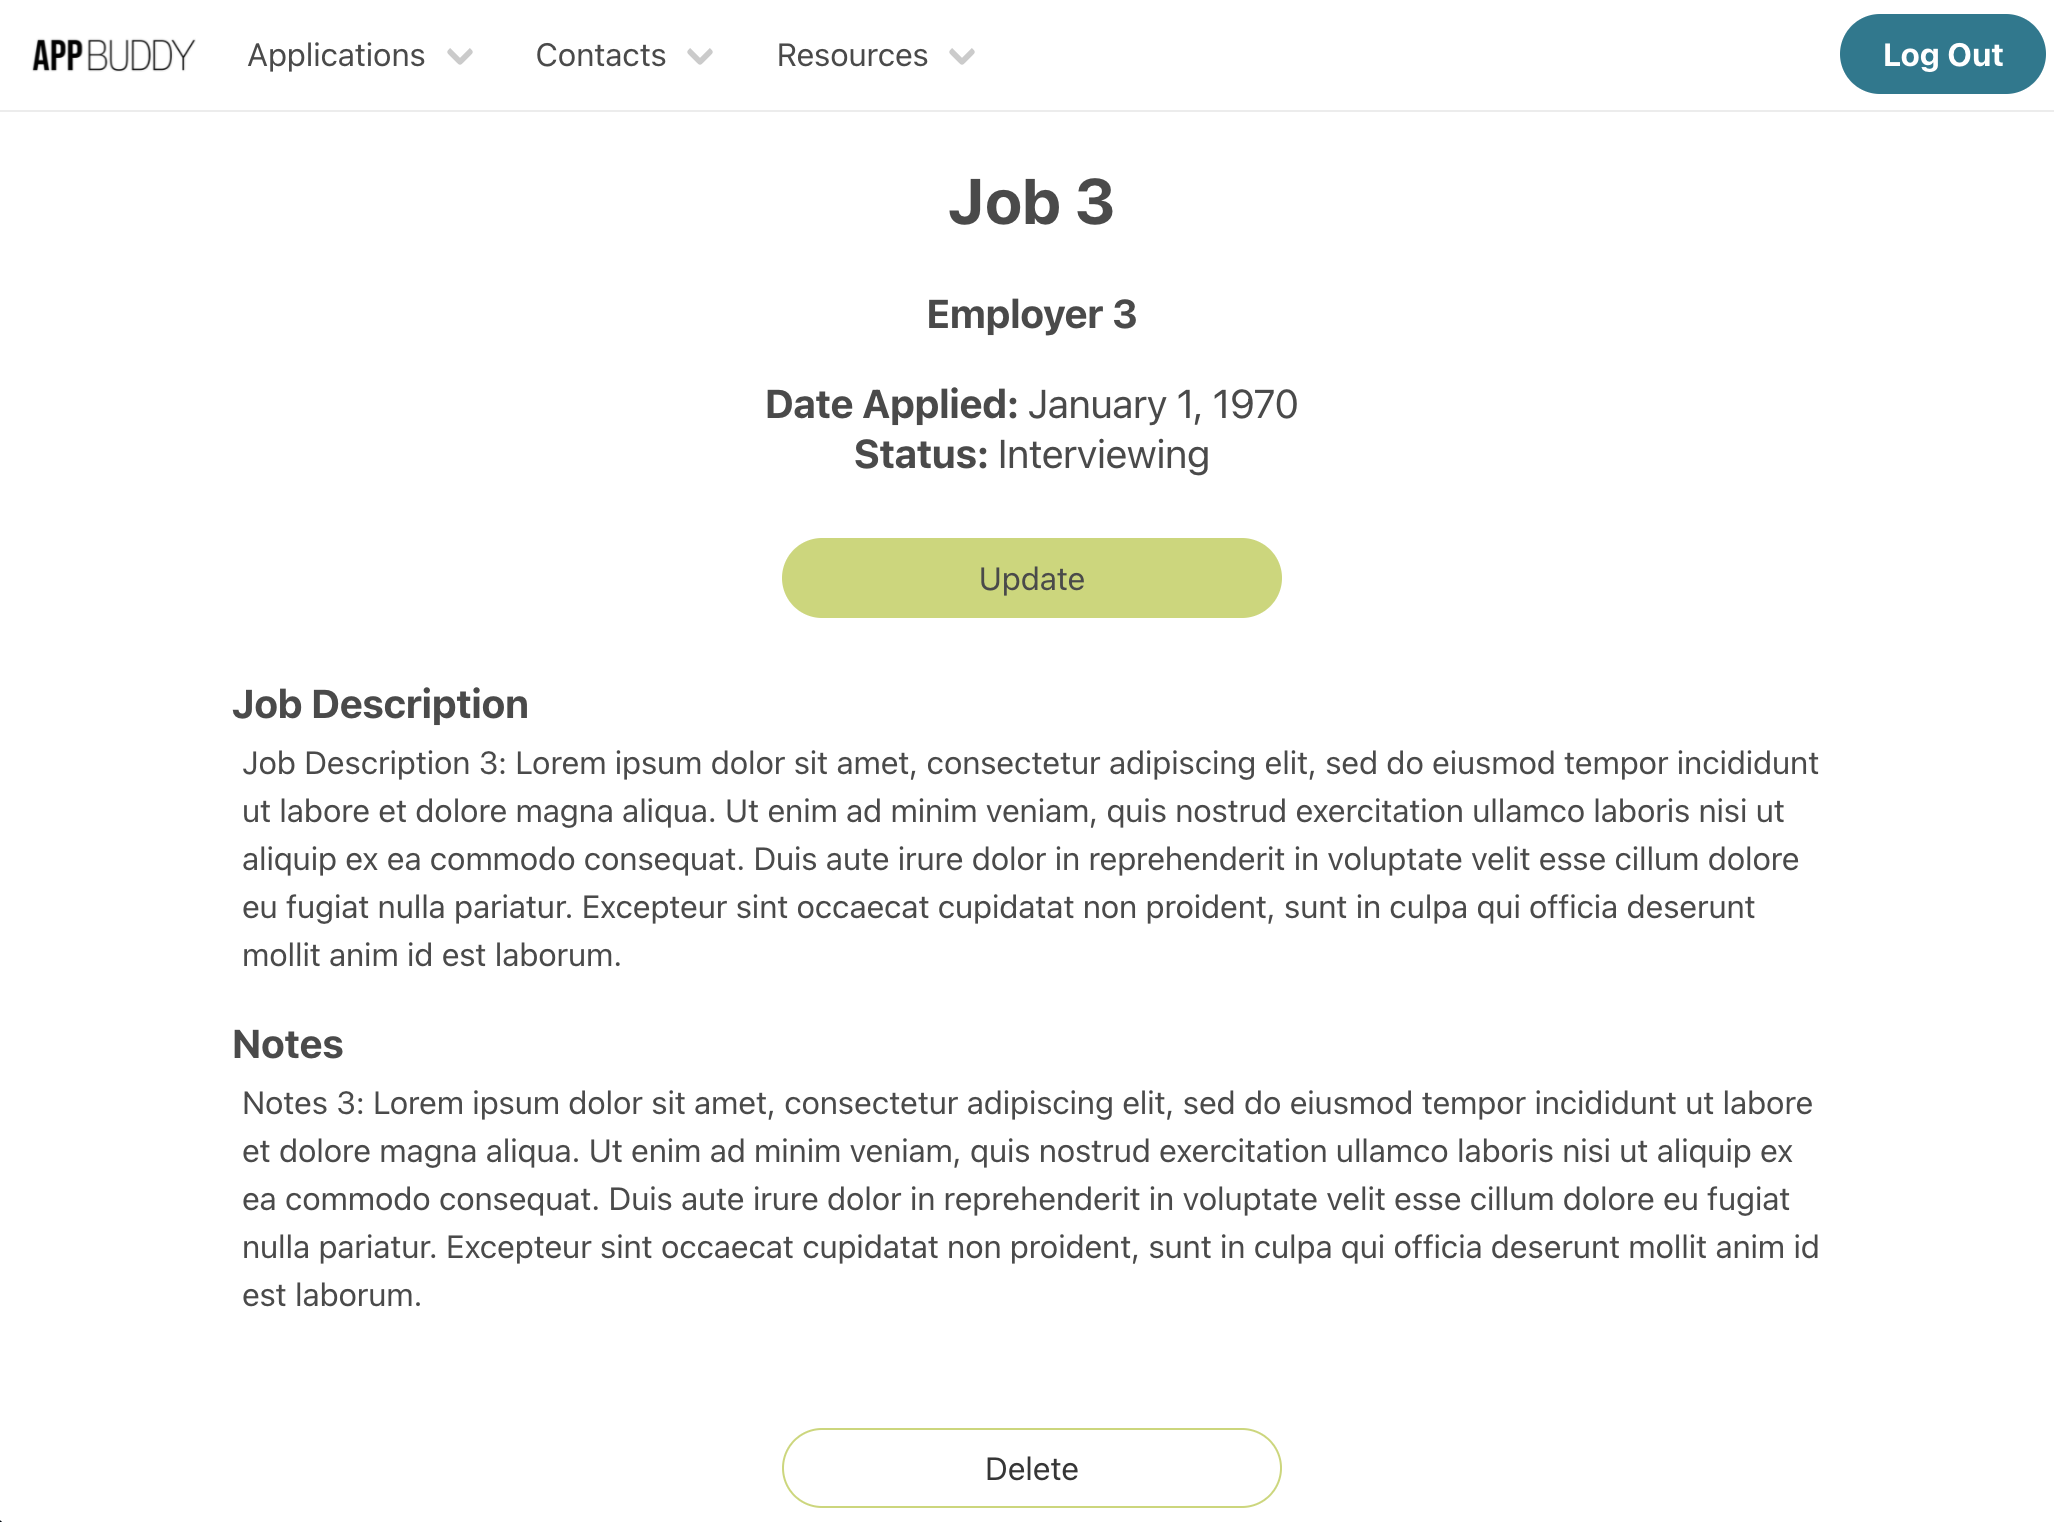 APPBUDDY Applications Contacts Resources Log Out
Job 3
Employer 3
Date Applied: January 1, 1970
Status: Interviewing
Update
Job Description
Job Description 3: Lorem ipsum dolor sit amet, consectetur adipiscing elit, sed do eiusmod tempor incididunt
ut labore et dolore magna aliqua. Ut enim ad minim veniam, quis nostrud exercitation ullamco laboris nisi ut
aliquip ex ea commodo consequat. Duis aute irure dolor in reprehenderit in voluptate velit esse cillum dolore
eu fugiat nulla pariatur. Excepteur sint occaecat cupidatat non proident, sunt in culpa qui officia deserunt
mollit anim id est laborum.
Notes
Notes 3: Lorem ipsum dolor sit amet, consectetur adipiscing elit, sed do eiusmod tempor incididunt ut labore
et dolore magna aliqua. Ut enim ad minim veniam, quis nostrud exercitation ullamco laboris nisi ut aliquip ex
ea commodo consequat. Duis aute irure dolor in reprehenderit in voluptate velit esse cillum dolore eu fugiat
nulla pariatur. Excepteur sint occaecat cupidatat non proident, sunt in culpa qui officia deserunt mollit anim id
est laborum.
Delete